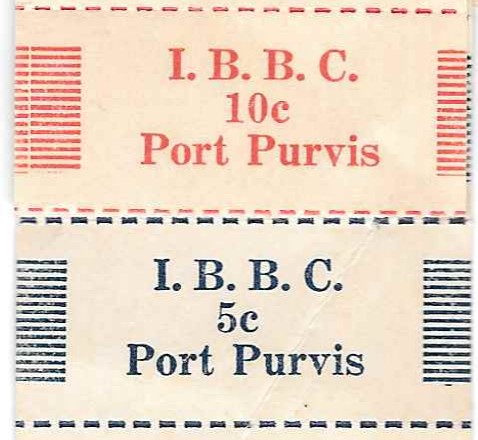 I. B. B. C.
10c
Port Purvis
I. B. B. C.
5c
Port Purvis